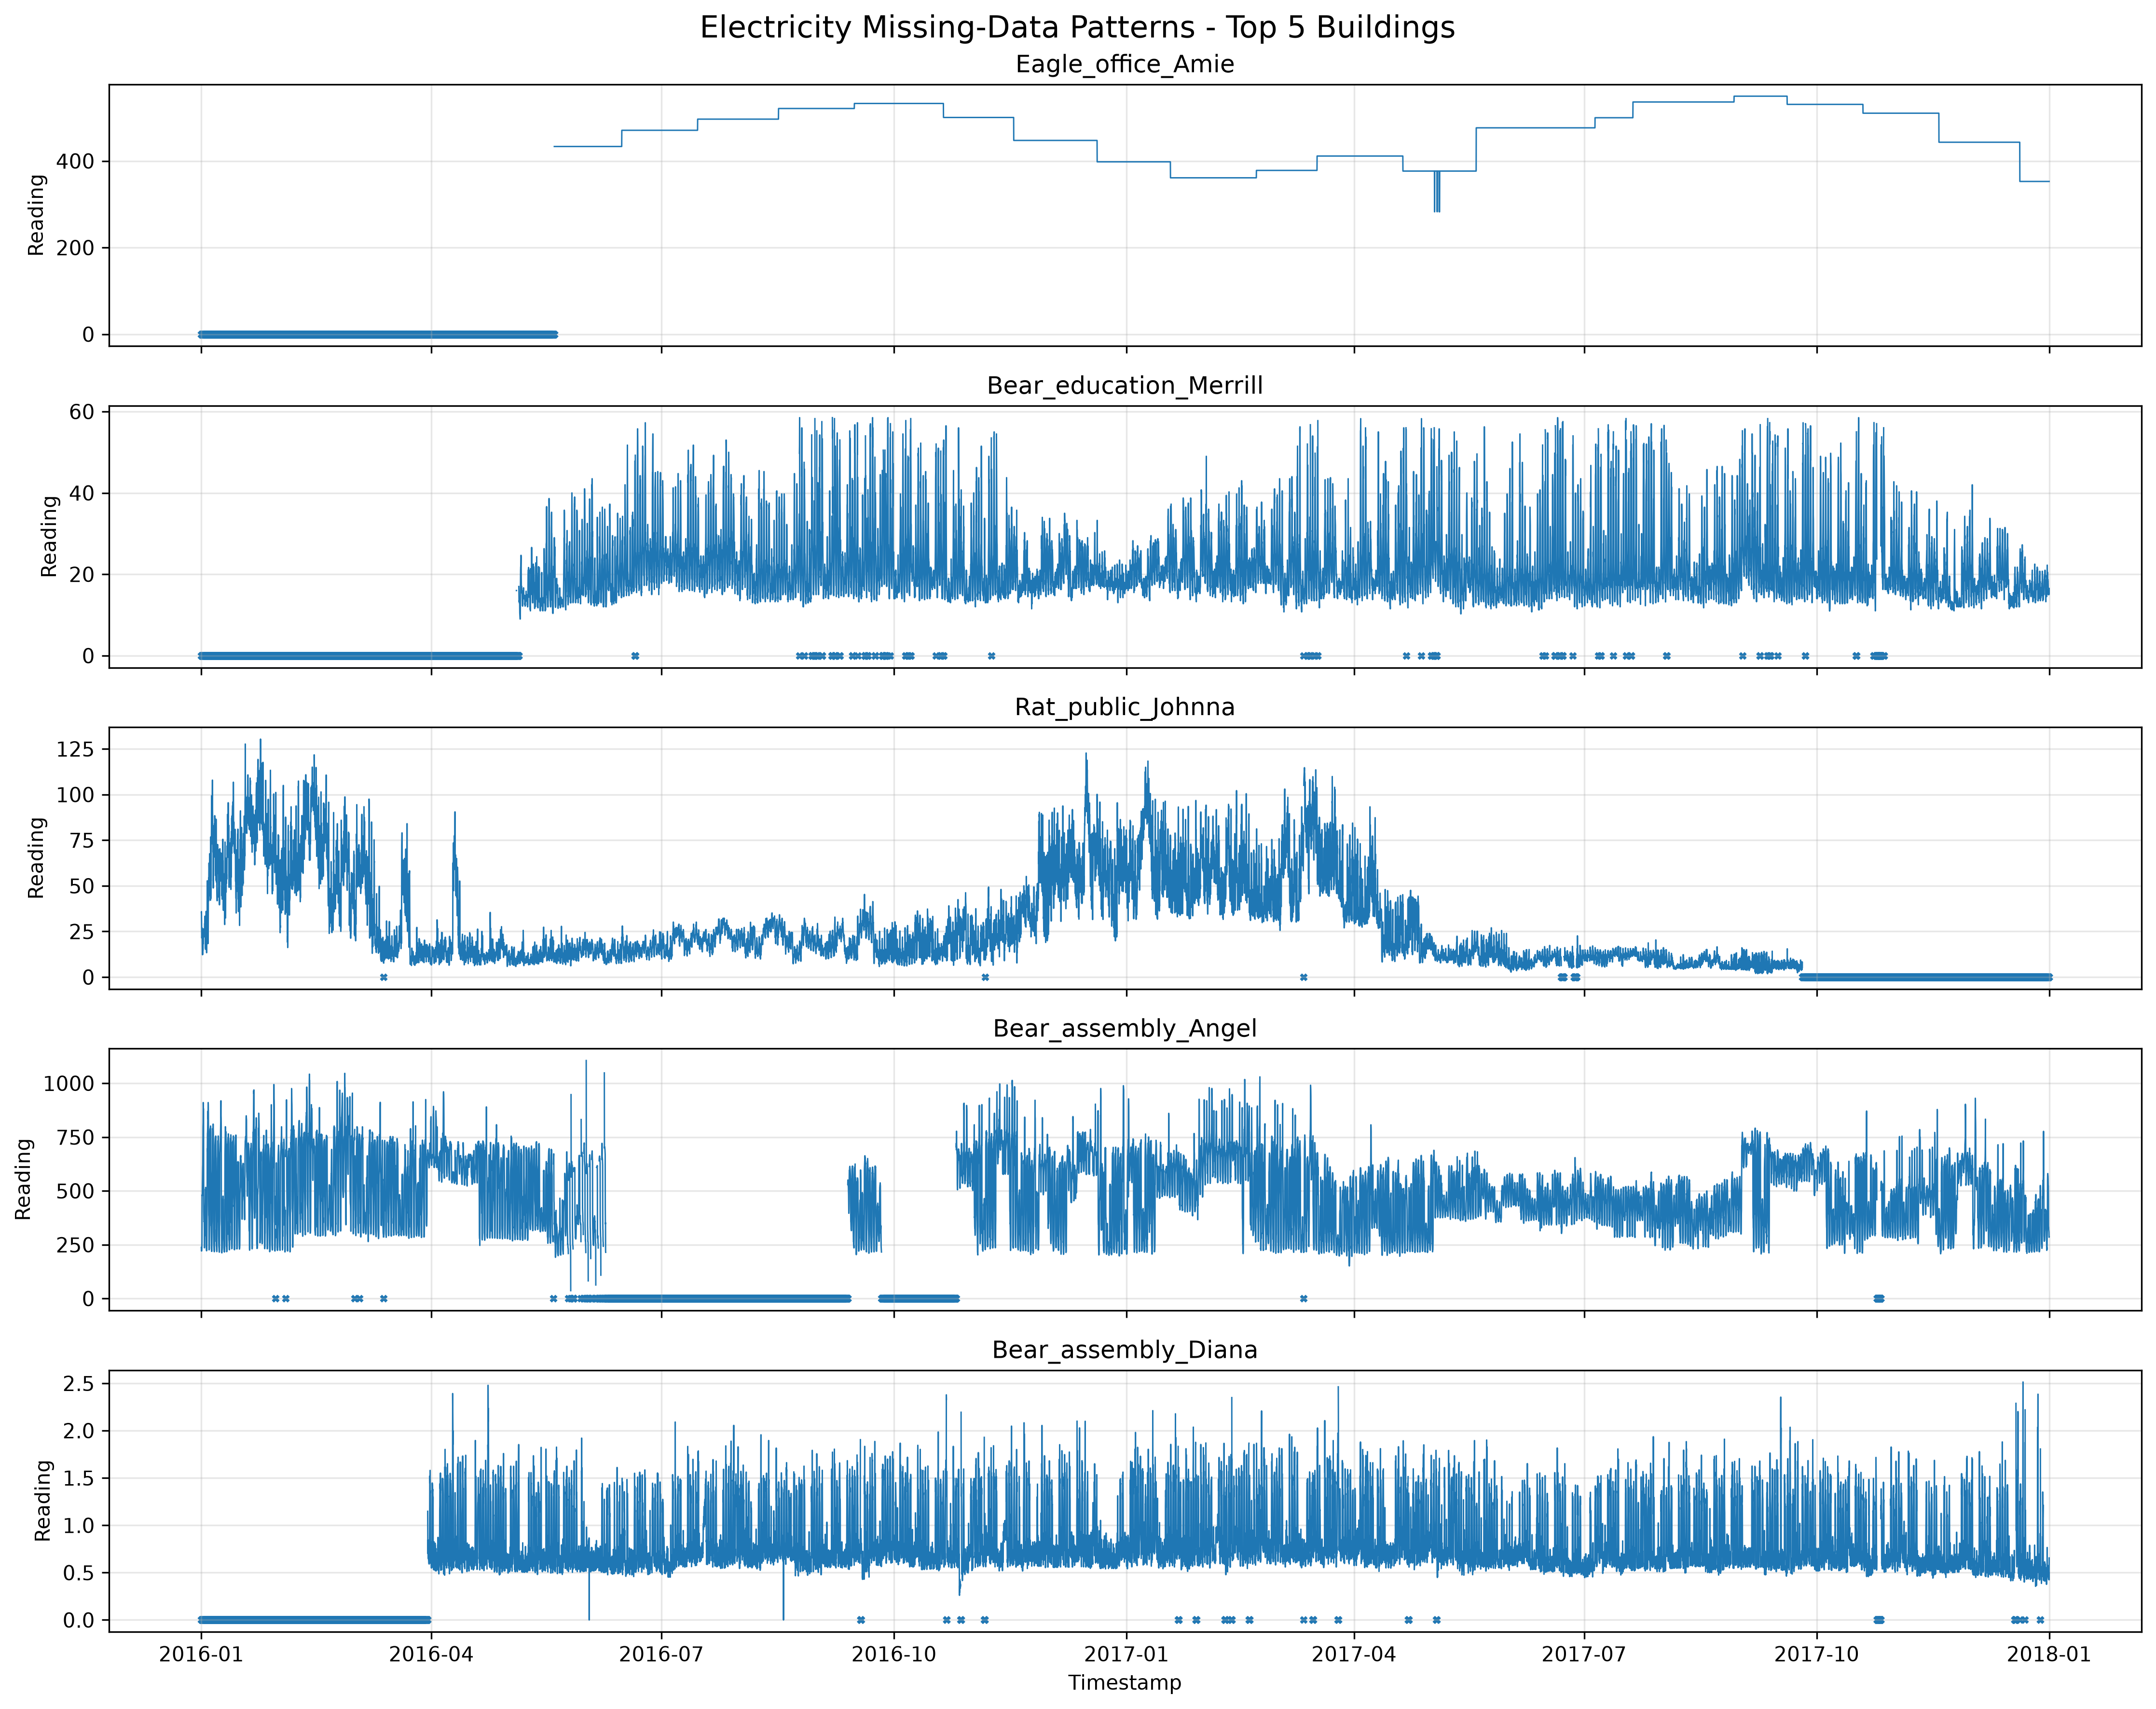 Electricity Missing-Data Patterns - Top 5 Buildings
Eagle_office_Amie
Reading
400
200
0
Bear_education_Merrill
Reading
60
40
20
0
Rat_public_Johnna
Reading
125
100
75
50
25
0
Bear_assembly_Angel
Reading
1000
750
500
250
0
Bear_assembly_Diana
Reading
2.5
2.0
1.5
1.0
0.5
0.0
2016-01 2016-04 2016-07 2016-10 2017-01 2017-04 2017-07 2017-10 2018-01
Timestamp